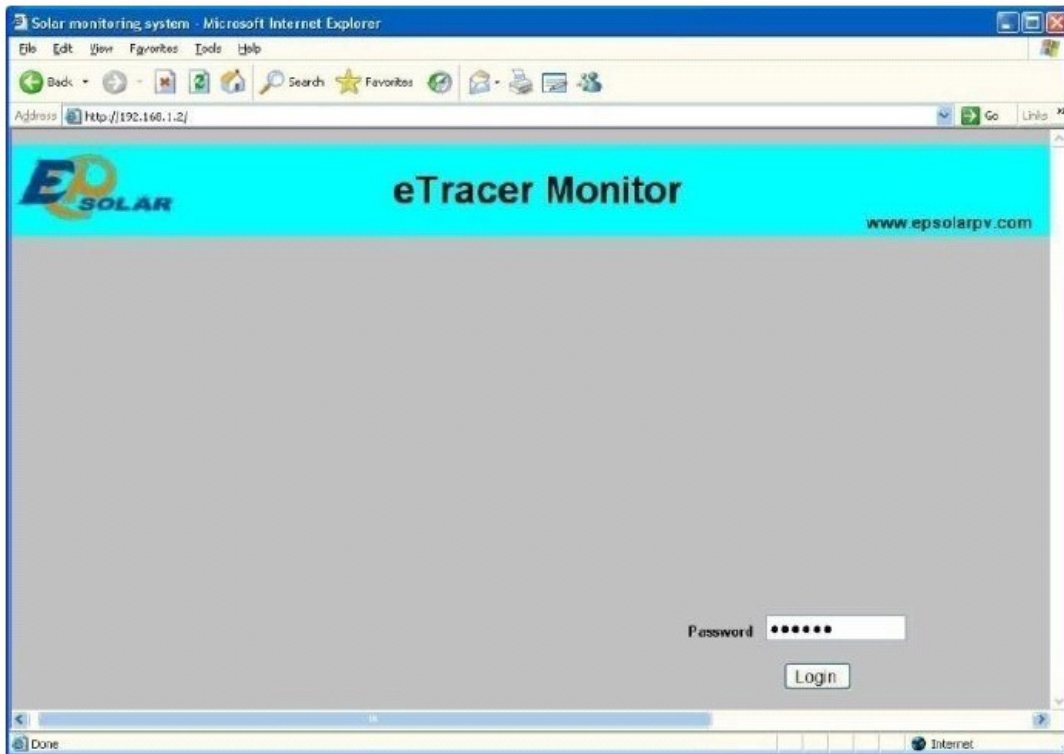 Solar monitoring system - Microsoft Internet Explorer
File Edit View Favorites Tools Help
Back Search Favorites
Address http://192.168.1.2/ Go Links »
EP SOLAR
eTracer Monitor
www.epsolarpv.com
Password ••••••
Login
Done Internet